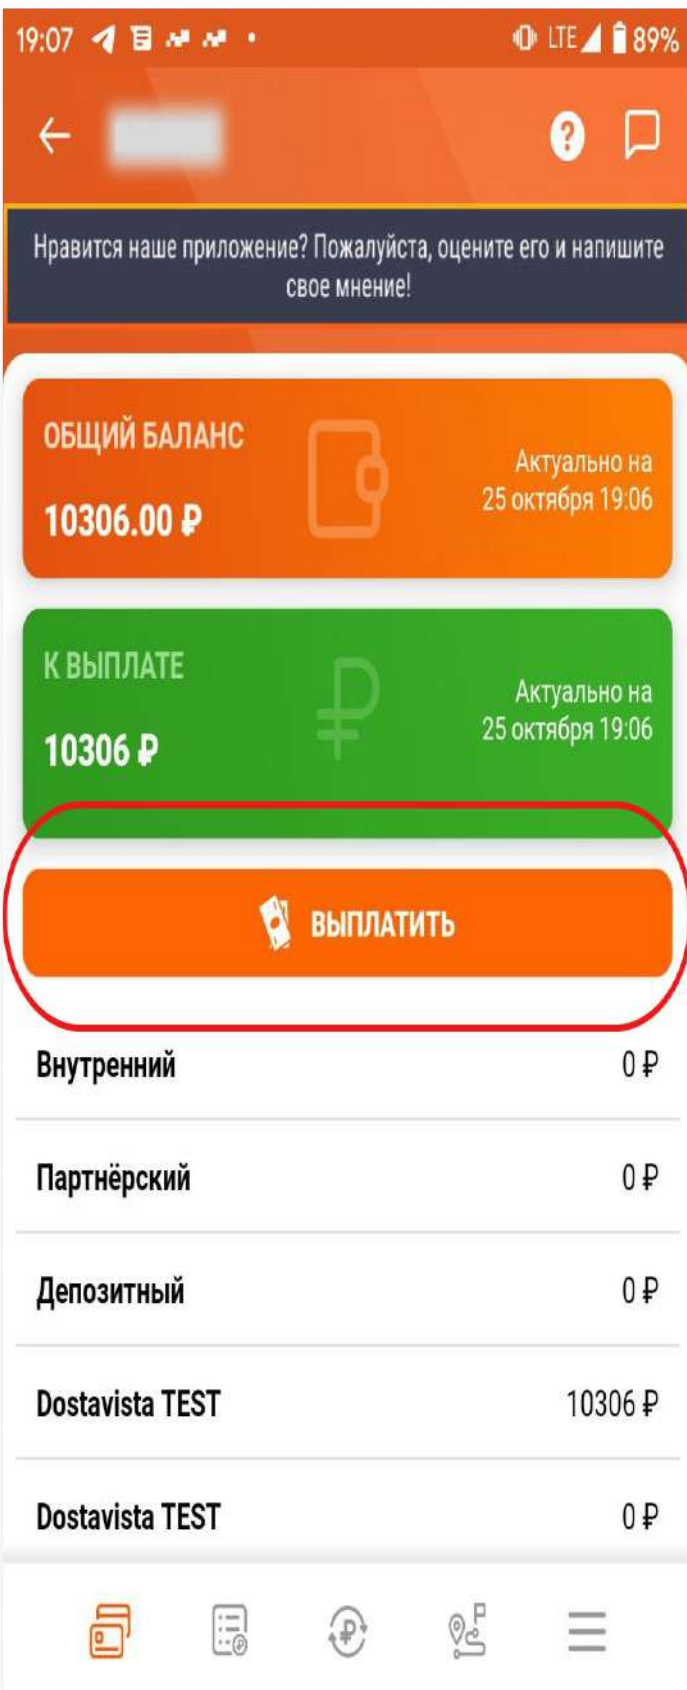 19:07 LTE 89%
?
Нравится наше приложение? Пожалуйста, оцените его и напишите
свое мнение!
ОБЩИЙ БАЛАНС
10306.00 ₽
Актуально на
25 октября 19:06
К ВЫПЛАТЕ
10306 ₽
Актуально на
25 октября 19:06
ВЫПЛАТИТЬ
Внутренний 0 ₽
Партнёрский 0 ₽
Депозитный 0 ₽
Dostavista TEST 10306 ₽
Dostavista TEST 0 ₽